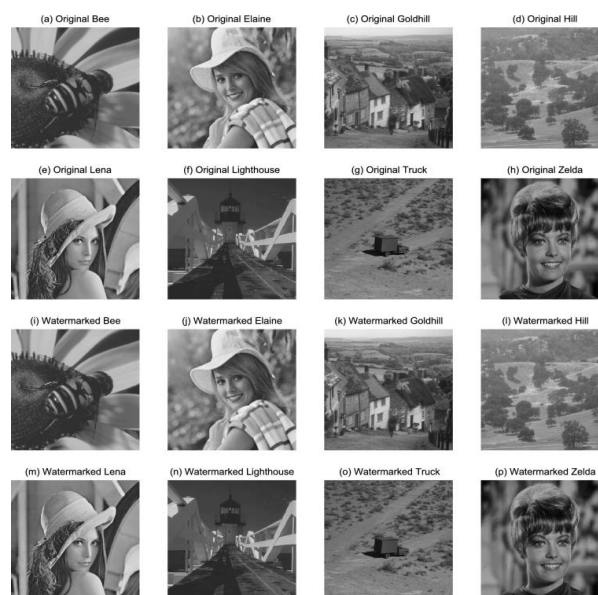 (a) Original Bee
(b) Original Elaine
(c) Original Goldhill
(d) Original Hill
(e) Original Lena
(f) Original Lighthouse
(g) Original Truck
(h) Original Zelda
(i) Watermarked Bee
(j) Watermarked Elaine
(k) Watermarked Goldhill
(l) Watermarked Hill
(m) Watermarked Lena
(n) Watermarked Lighthouse
(o) Watermarked Truck
(p) Watermarked Zelda